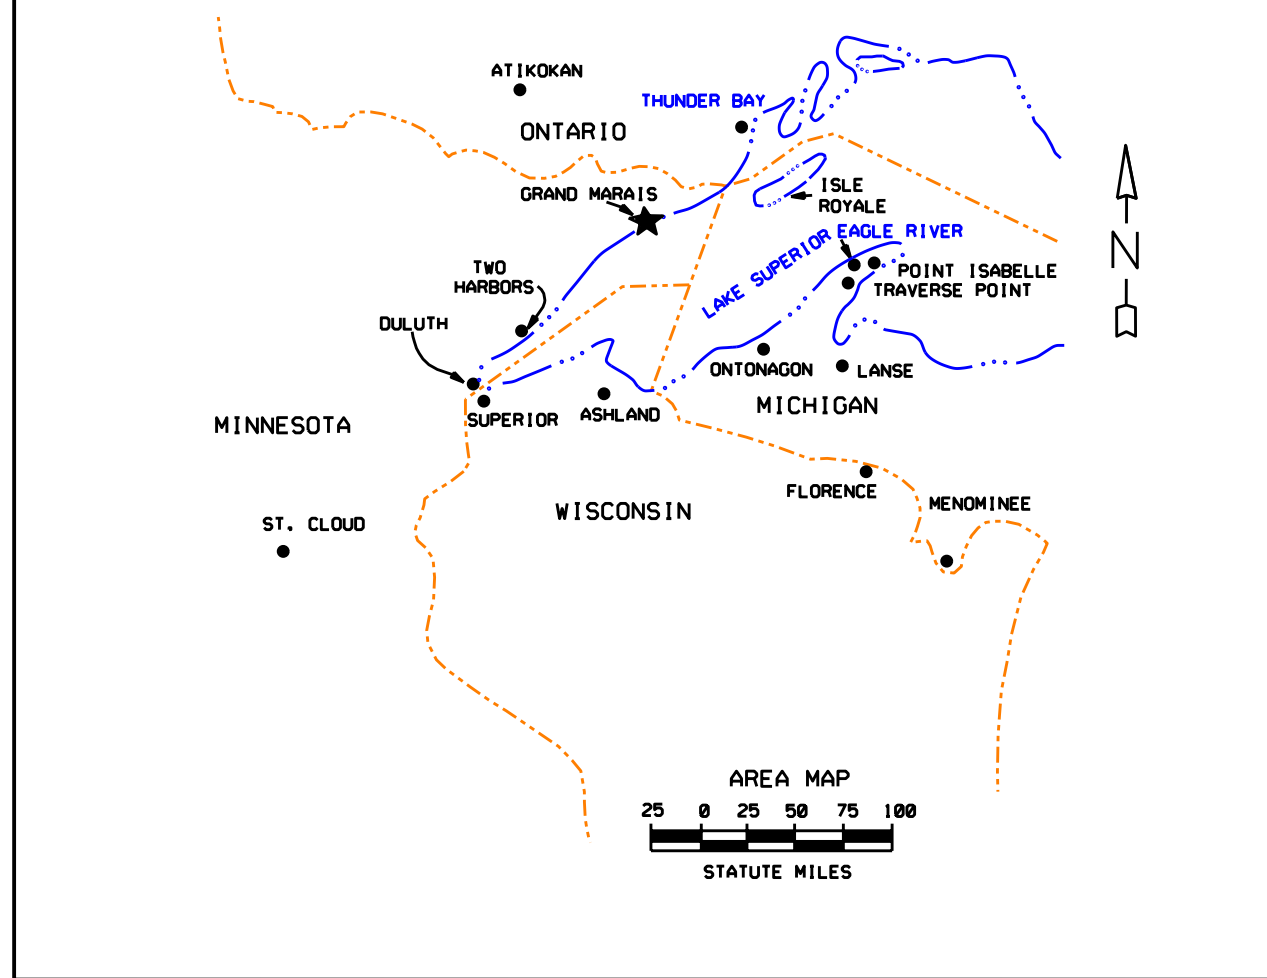 ATIKOKAN
THUNDER BAY
ONTARIO
GRAND MARAIS
ISLE
ROYALE
LAKE SUPERIOR
EAGLE RIVER
N
TWO
HARBORS
POINT ISABELLE
TRAVERSE POINT
DULUTH
ONTONAGON
LANSE
MICHIGAN
SUPERIOR
ASHLAND
MINNESOTA
FLORENCE
MENOMINEE
WISCONSIN
ST. CLOUD
AREA MAP
25 0 25 50 75 100
STATUTE MILES